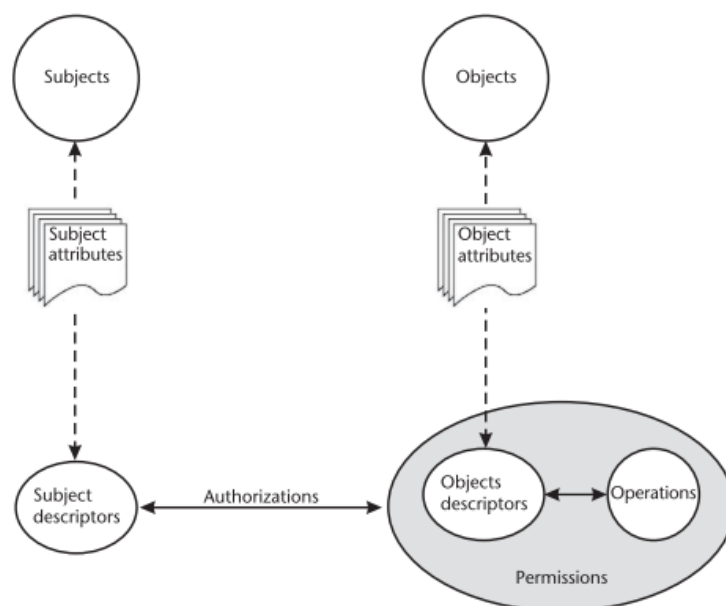 Subjects
Objects
Subject
attributes
Object
attributes
Subject
descriptors
Authorizations
Objects
descriptors
Operations
Permissions